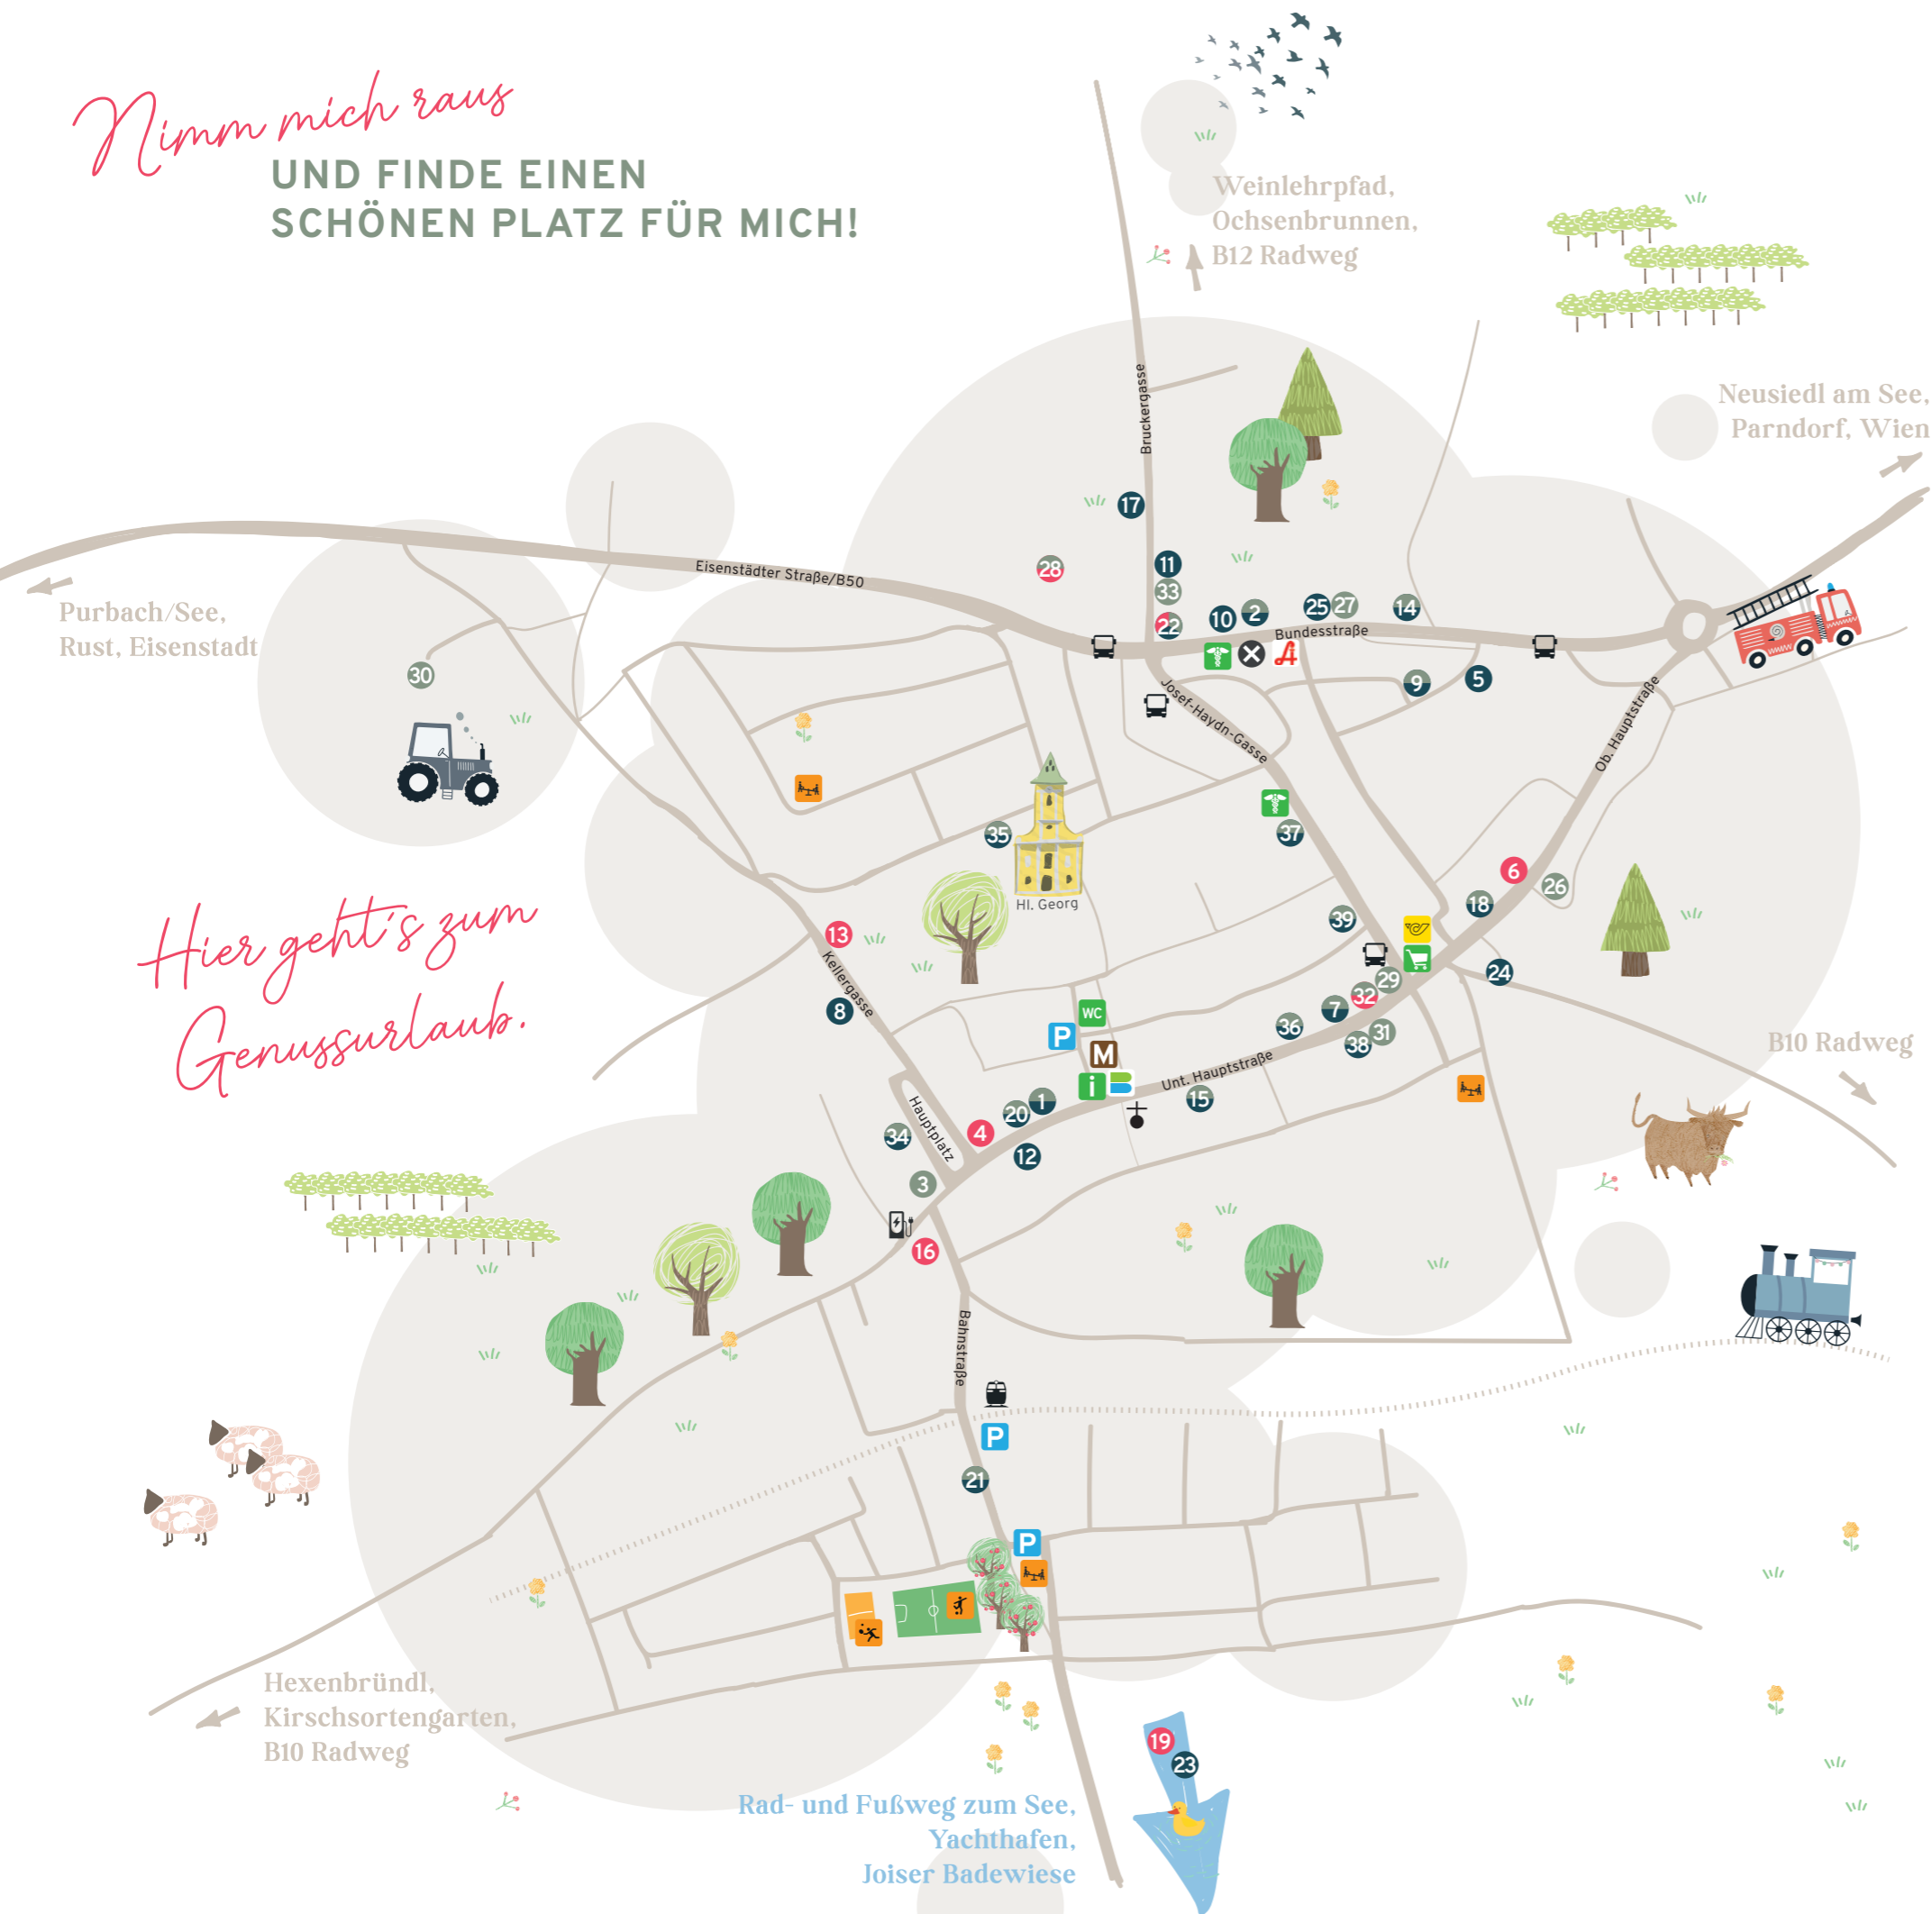 Nimm mich raus
UND FINDE EINEN
SCHÖNEN PLATZ FÜR MICH!
Weinlehrpfad,
Ochsenbrunnen,
B12 Radweg
Neusiedl am See,
Parndorf, Wien
Bruckergasse
17
11
28
Eisenstädter Straße/B50
33
22
10
2
25
27
14
Bundesstraße
Purbach/See,
Rust, Eisenstadt
30
9
5
Josef-Haydn-Gasse
Ob. Hauptstraße
35
37
Hl. Georg
6
26
18
39
13
Kellergasse
8
24
29
32
7
36
31
38
WC
P
M
i
Unt. Hauptstraße
15
B10 Radweg
Hier geht's zum
Genussurlaub.
1
20
4
12
Hauptplatz
34
3
16
Bahnstraße
P
21
P
Hexenbründl,
Kirschsortengarten,
B10 Radweg
19
23
Rad- und Fußweg zum See,
Yachthafen,
Joiser Badewiese